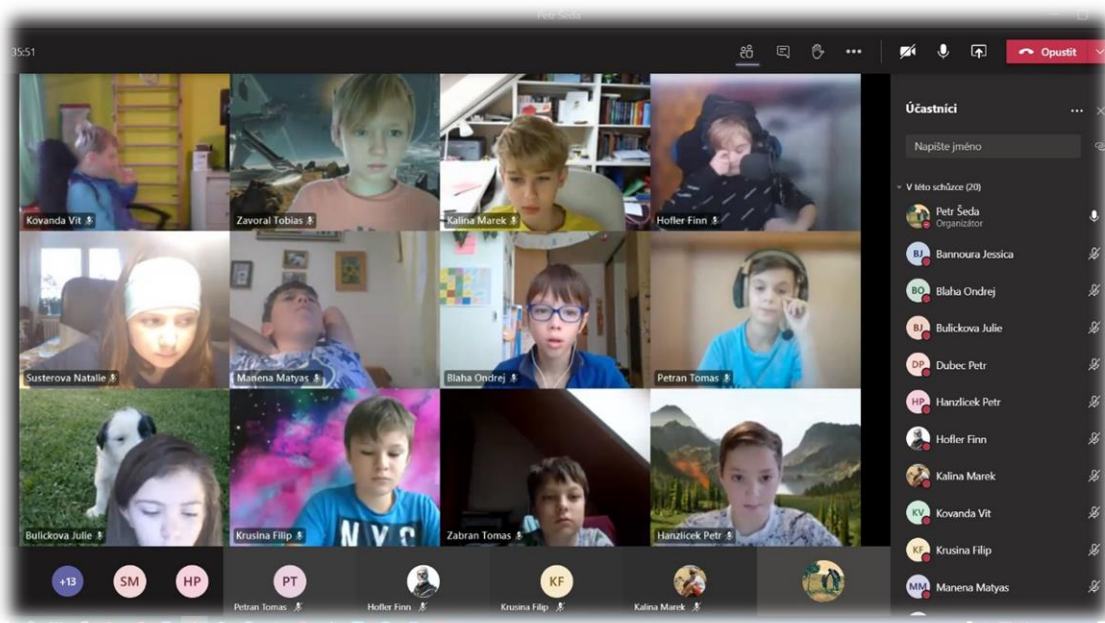 Petr Šeda
35:51
Opustit
Kovanda Vit
Zavoral Tobias
Kalina Marek
Hofler Finn
Susterova Natalie
Manena Matyas
Blaha Ondrej
Petran Tomas
Bulickova Julie
NYC
Krusina Filip
Zabran Tomas
Hanzlicek Petr
+13
SM
HP
PT
KF
Petran Tomas
Hofler Finn
Krusina Filip
Kalina Marek
Účastníci
Napište jméno
V této schůzce (20)
Petr Šeda
Organizátor
BJ Bannoura Jessica
BO Blaha Ondrej
BJ Bulickova Julie
DP Dubec Petr
HP Hanzlicek Petr
Hofler Finn
Kalina Marek
KV Kovanda Vit
KF Krusina Filip
MM Manena Matyas